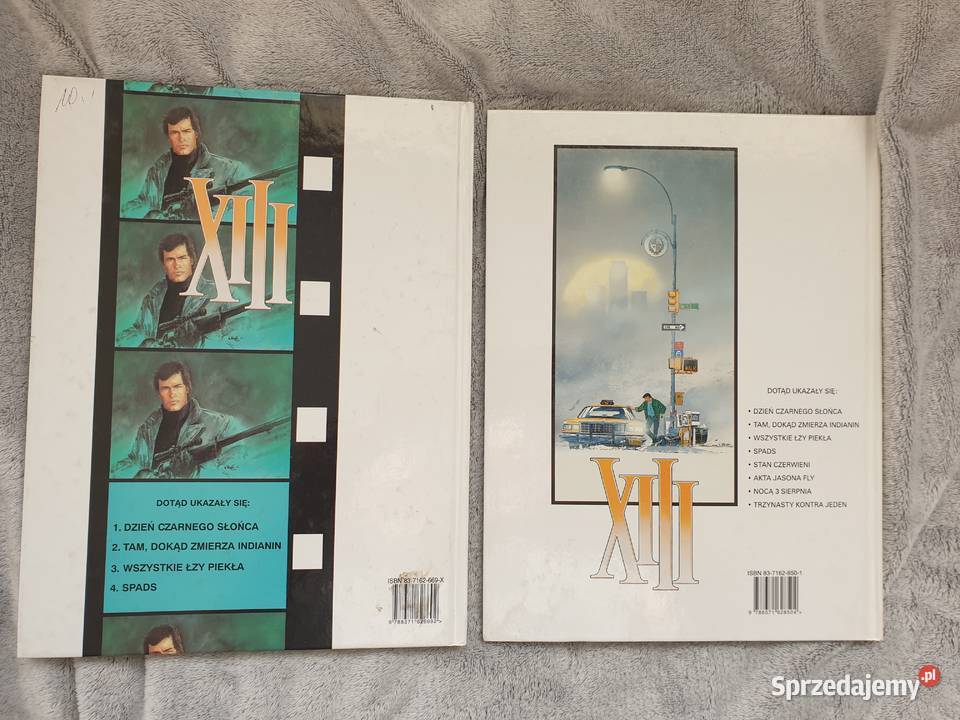 10,-
XIII
DOTĄD UKAZAŁY SIĘ:
1. DZIEŃ CZARNEGO SŁOŃCA
2. TAM, DOKĄD ZMIERZA INDIANIN
3. WSZYSTKIE ŁZY PIEKŁA
4. SPADS
ISBN 83-7162-669-X
DOTĄD UKAZAŁY SIĘ:
• DZIEŃ CZARNEGO SŁOŃCA
• TAM, DOKĄD ZMIERZA INDIANIN
• WSZYSTKIE ŁZY PIEKŁA
• SPADS
• STAN CZERWIENI
• AKTA JASONA FLY
• NOCĄ 3 SIERPNIA
• TRZYNASTY KONTRA JEDEN
XIII
ISBN 83-7162-850-1
9 788371 628504 >
Sprzedajemy.pl